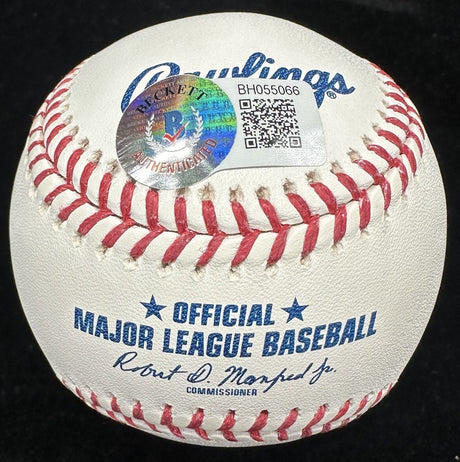 Rawlings®
BECKETT
B
AUTHENTICATED
BH055066
★ OFFICIAL ★
MAJOR LEAGUE BASEBALL
Robert D. Manfred Jr.
COMMISSIONER